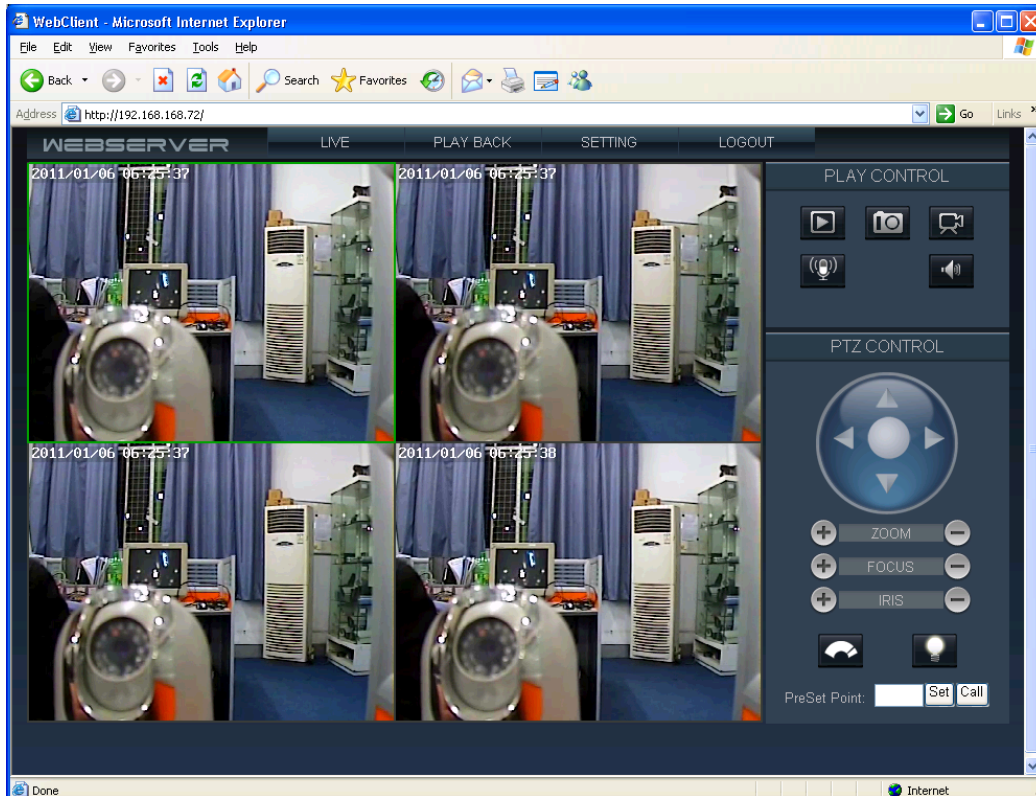 WebClient - Microsoft Internet Explorer
File Edit View Favorites Tools Help
Back Search Favorites
Address http://192.168.168.72/ Go Links »
WEBSERVER LIVE PLAY BACK SETTING LOGOUT
2011/01/06 06:25:37 2011/01/06 06:25:37
PLAY CONTROL
PTZ CONTROL
2011/01/06 06:25:37 2011/01/06 06:25:38
ZOOM
FOCUS
IRIS
PreSet Point: Set Call
Done Internet